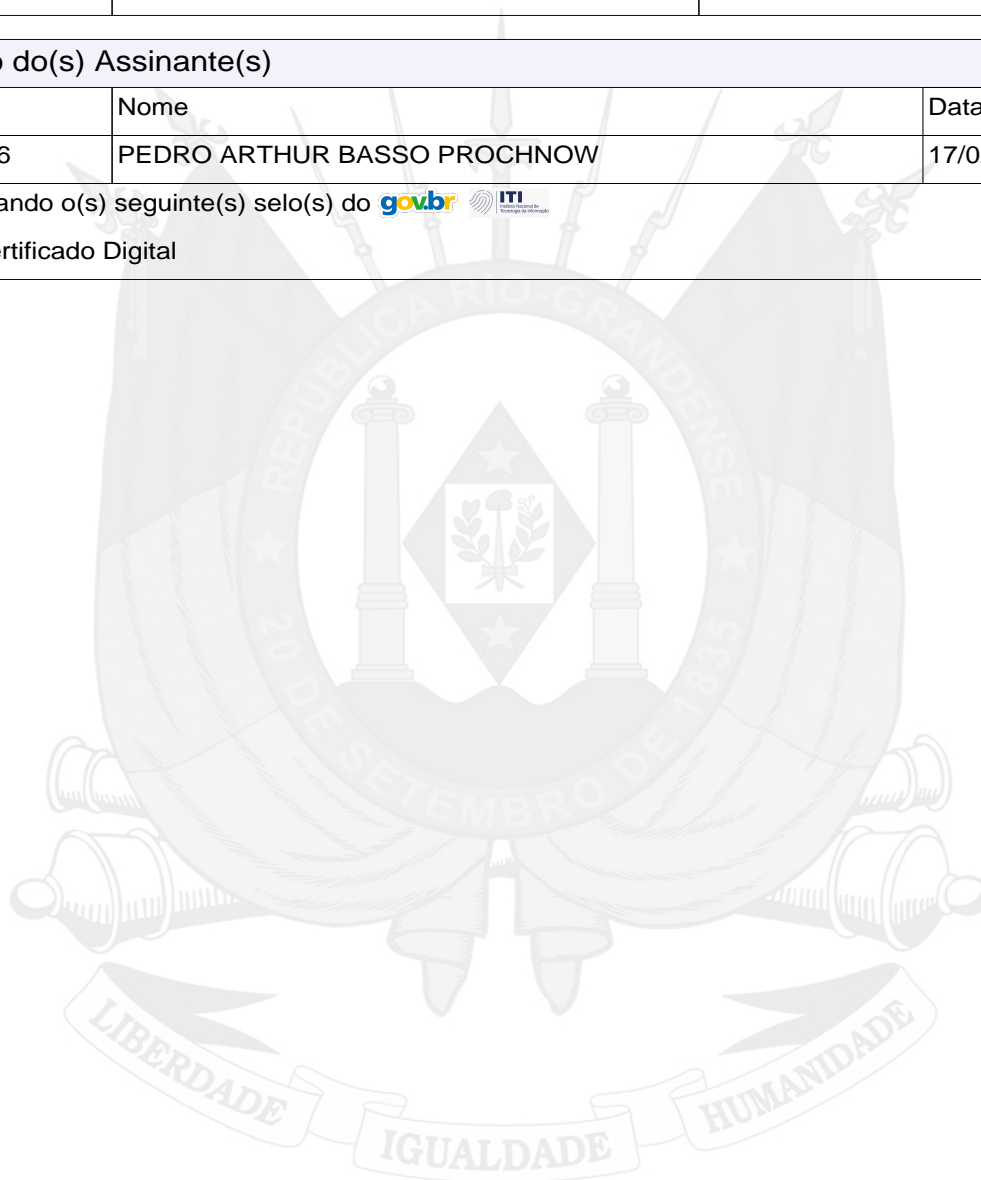 o do(s) Assinante(s)
Nome
Data
6
PEDRO ARTHUR BASSO PROCHNOW
17/0
ando o(s) seguinte(s) selo(s) do gov.br ITI
rtificado Digital
REPÚBLICA RIO-GRANDENSE
20 DE SETEMBRO DE 1835
LIBERDADE
IGUALDADE
HUMANIDADE